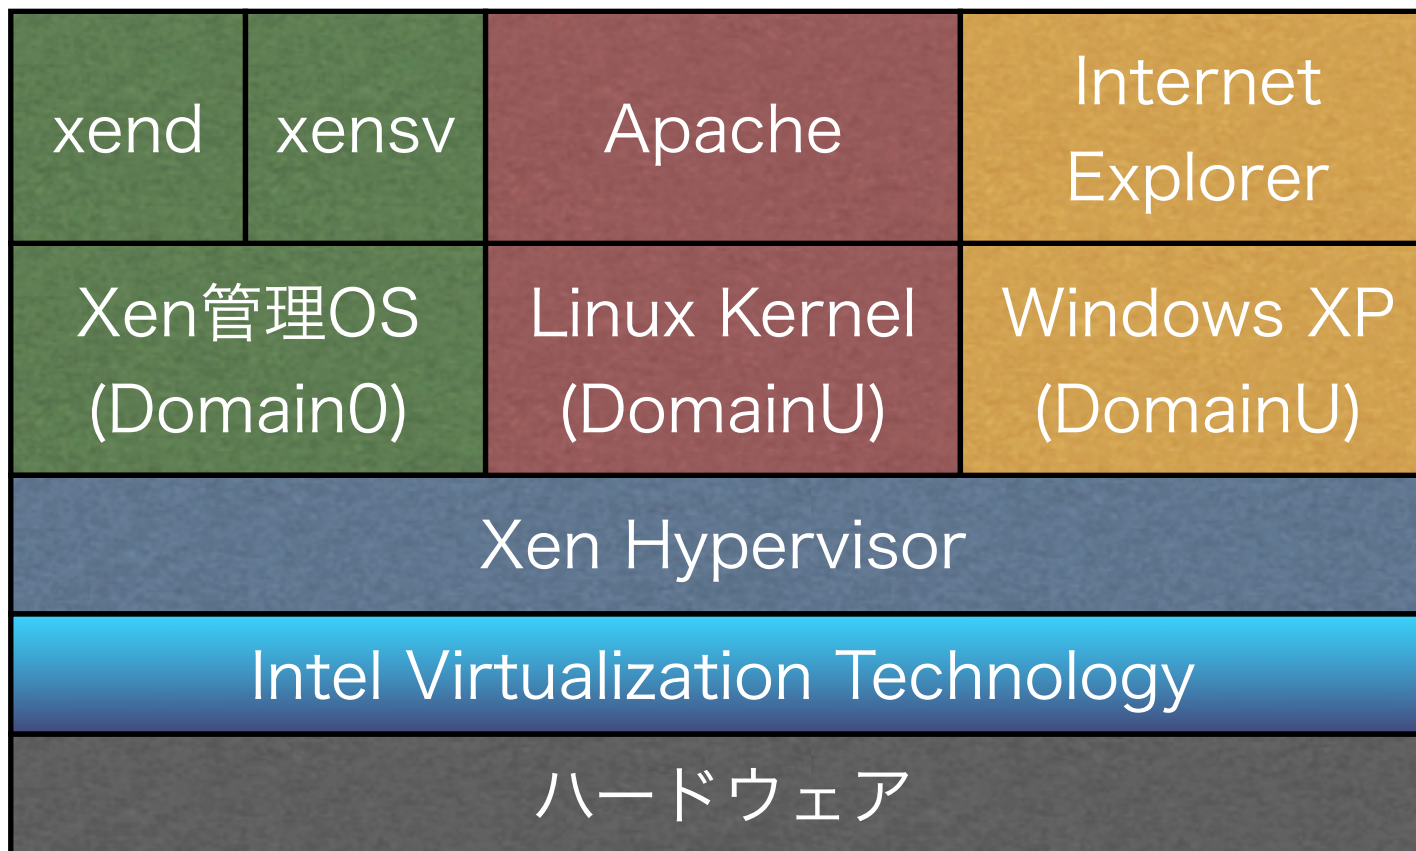 xend
xensv
Apache
Internet
Explorer
Xen管理OS
(Domain0)
Linux Kernel
(DomainU)
Windows XP
(DomainU)
Xen Hypervisor
Intel Virtualization Technology
ハードウェア